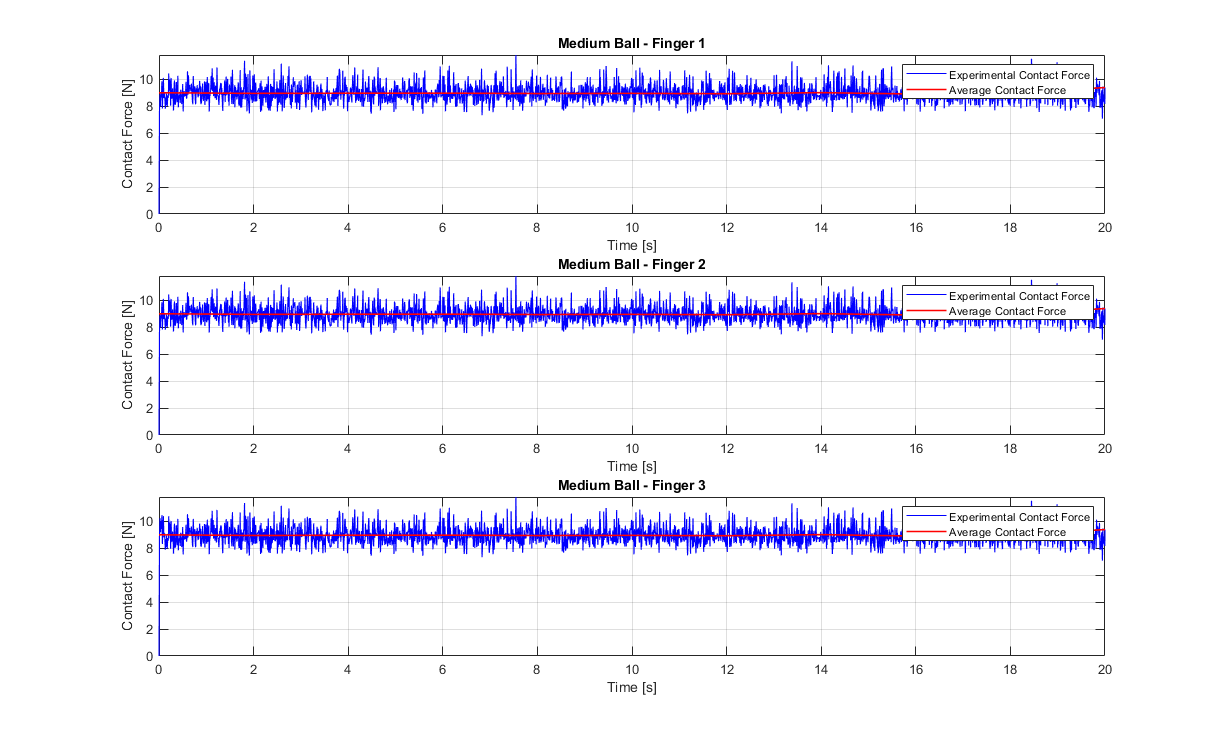 Medium Ball - Finger 1
Contact Force [N]
10
8
6
4
2
0
Experimental Contact Force
Average Contact Force
0 2 4 6 8 10 12 14 16 18 20
Time [s]
Medium Ball - Finger 2
Contact Force [N]
10
8
6
4
2
0
Experimental Contact Force
Average Contact Force
0 2 4 6 8 10 12 14 16 18 20
Time [s]
Medium Ball - Finger 3
Contact Force [N]
10
8
6
4
2
0
Experimental Contact Force
Average Contact Force
0 2 4 6 8 10 12 14 16 18 20
Time [s]